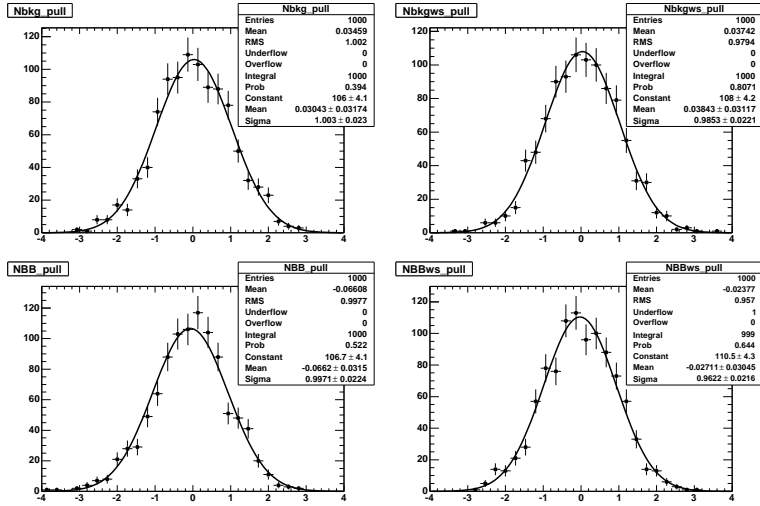 Nbkg_pull
Nbkg_pull
Entries 1000
Mean 0.03459
RMS 1.002
Underflow 0
Overflow 0
Integral 1000
Prob 0.394
Constant 106 ± 4.1
Mean 0.03043 ± 0.03174
Sigma 1.003 ± 0.023
120
100
80
60
40
20
0
-4 -3 -2 -1 0 1 2 3 4
Nbkgws_pull
Nbkgws_pull
Entries 1000
Mean 0.03742
RMS 0.9794
Underflow 0
Overflow 0
Integral 1000
Prob 0.8071
Constant 108 ± 4.2
Mean 0.03843 ± 0.03117
Sigma 0.9853 ± 0.0221
120
100
80
60
40
20
0
-4 -3 -2 -1 0 1 2 3 4
NBB_pull
NBB_pull
Entries 1000
Mean -0.06608
RMS 0.9977
Underflow 0
Overflow 0
Integral 1000
Prob 0.522
Constant 106.7 ± 4.1
Mean -0.0662 ± 0.0315
Sigma 0.9971 ± 0.0224
120
100
80
60
40
20
0
-4 -3 -2 -1 0 1 2 3 4
NBBws_pull
NBBws_pull
Entries 1000
Mean -0.02377
RMS 0.957
Underflow 1
Overflow 0
Integral 999
Prob 0.644
Constant 110.5 ± 4.3
Mean -0.02711 ± 0.03045
Sigma 0.9622 ± 0.0216
120
100
80
60
40
20
0
-4 -3 -2 -1 0 1 2 3 4